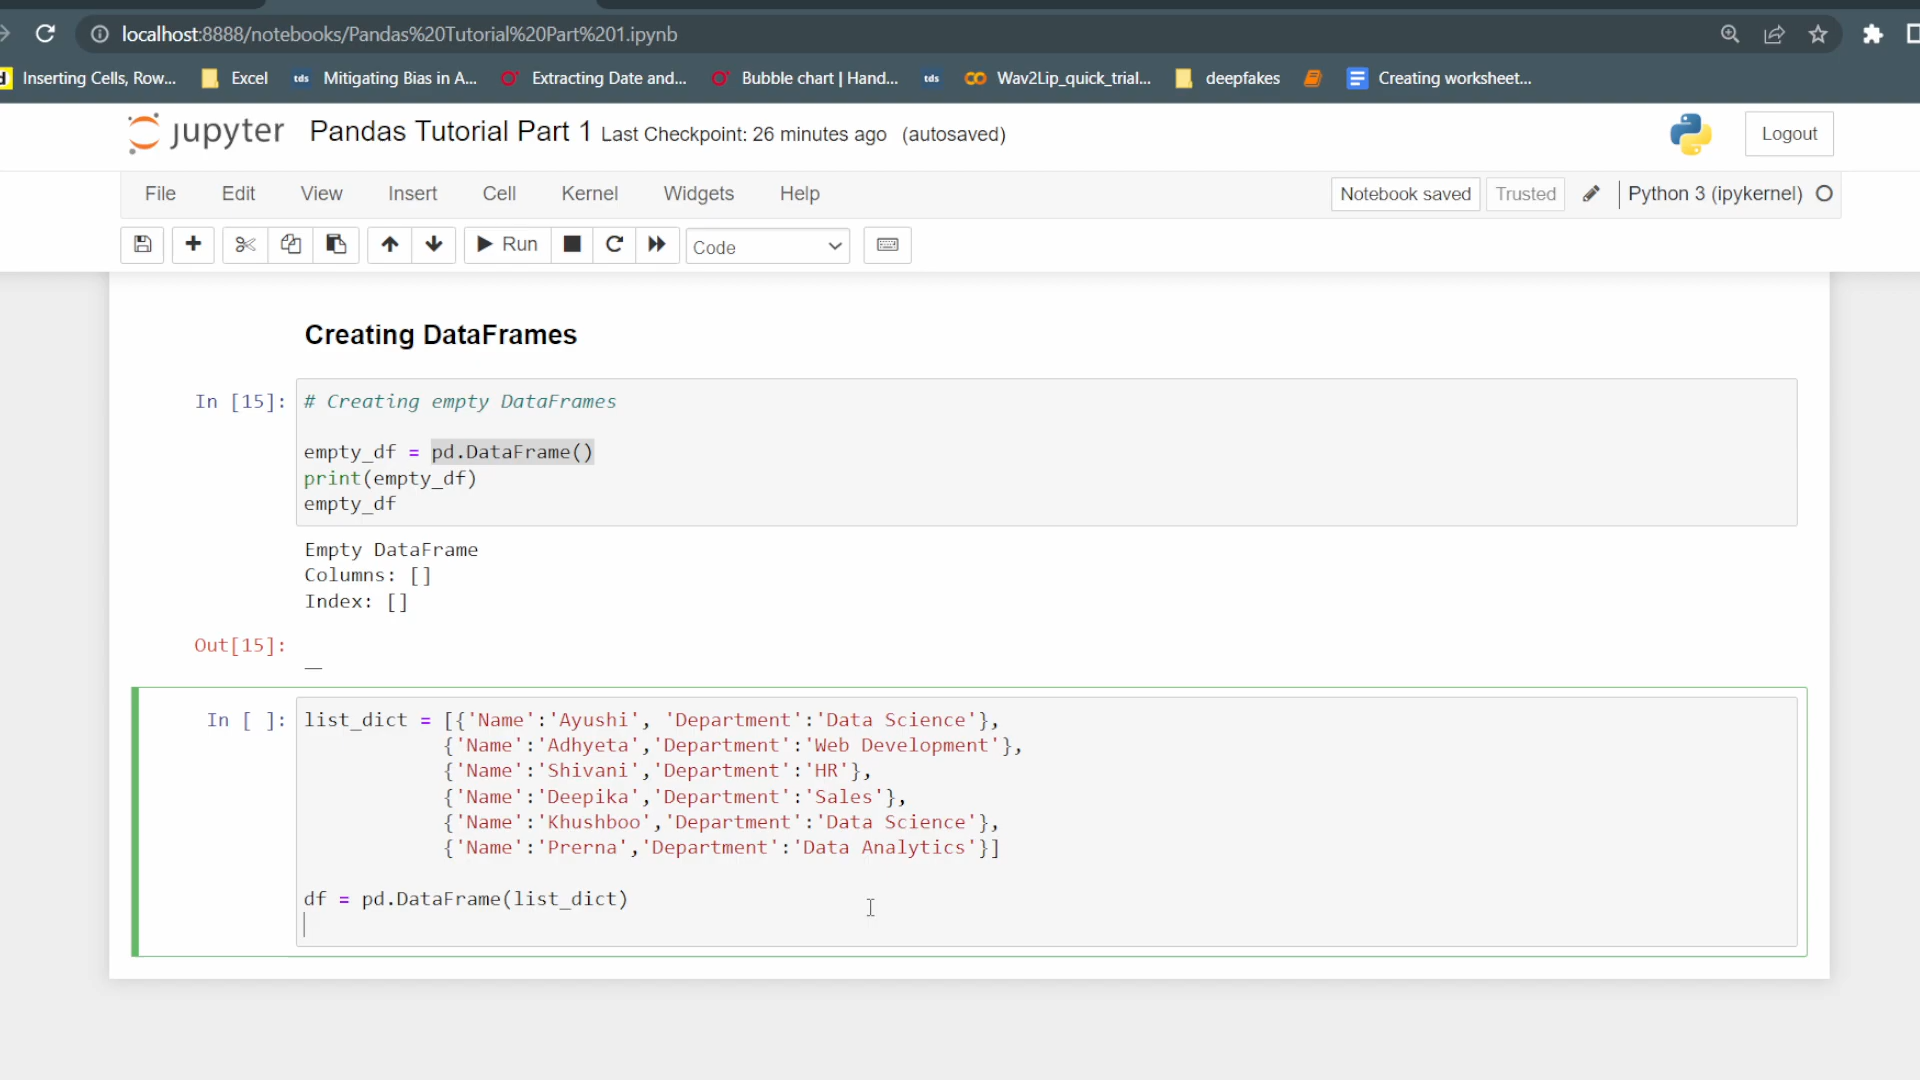 localhost:8888/notebooks/Pandas%20Tutorial%20Part%201.ipynb
Inserting Cells, Row... Excel tds Mitigating Bias in A... Extracting Date and... Bubble chart | Hand... tds Wav2Lip_quick_trial... deepfakes Creating worksheet...
jupyter Pandas Tutorial Part 1 Last Checkpoint: 26 minutes ago (autosaved) Logout
File Edit View Insert Cell Kernel Widgets Help Notebook saved Trusted Python 3 (ipykernel)
Run Code
Creating DataFrames
In [15]: # Creating empty DataFrames
empty_df = pd.DataFrame()
print(empty_df)
empty_df
Empty DataFrame
Columns: []
Index: []
Out[15]:
In [ ]: list_dict = [{'Name':'Ayushi', 'Department':'Data Science'},
{'Name':'Adhyeta','Department':'Web Development'},
{'Name':'Shivani','Department':'HR'},
{'Name':'Deepika','Department':'Sales'},
{'Name':'Khushboo','Department':'Data Science'},
{'Name':'Prerna','Department':'Data Analytics'}]
df = pd.DataFrame(list_dict)